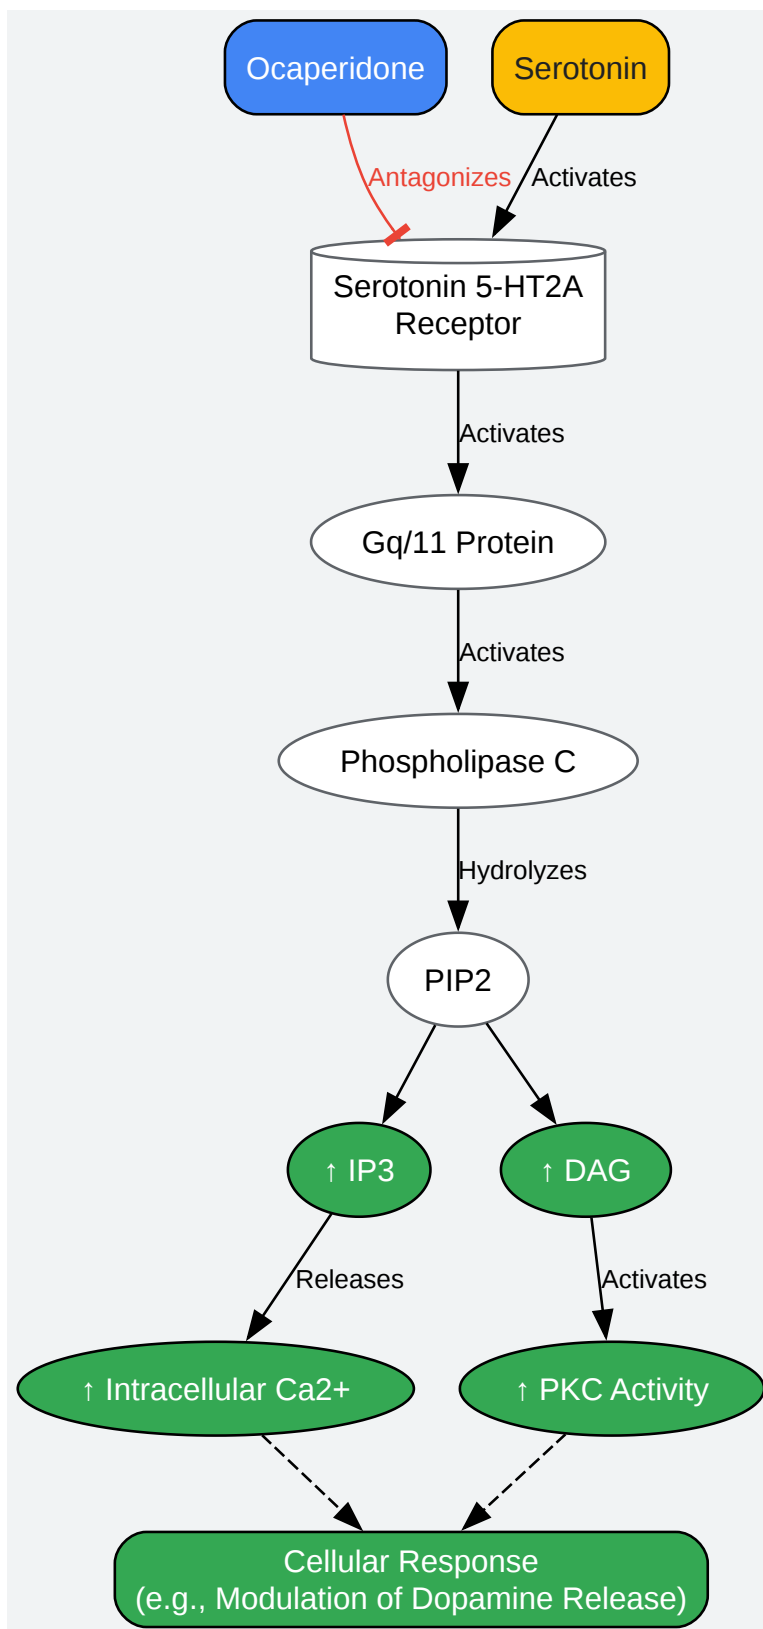 Ocaperidone
Serotonin
Antagonizes
Activates
Serotonin 5-HT2A
Receptor
Activates
Gq/11 Protein
Activates
Phospholipase C
Hydrolyzes
PIP2
↑ IP3
↑ DAG
Releases
Activates
↑ Intracellular Ca2+
↑ PKC Activity
Cellular Response
(e.g., Modulation of Dopamine Release)